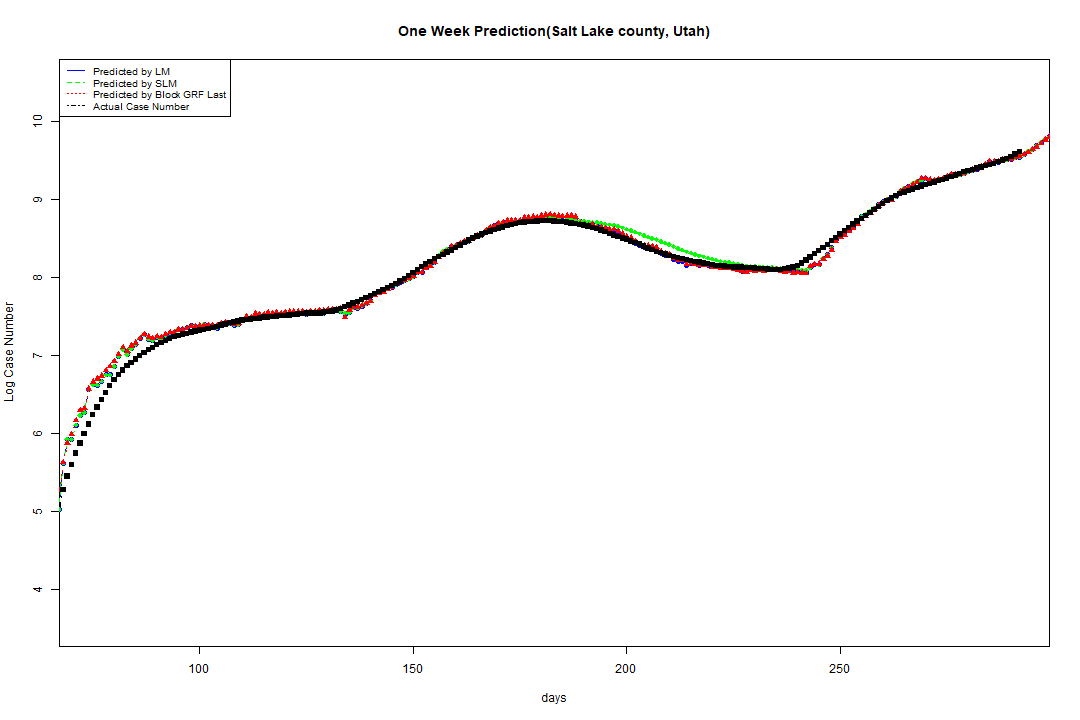 One Week Prediction(Salt Lake county, Utah)
Predicted by LM
Predicted by SLM
Predicted by Block GRF Last
Actual Case Number
10
9
8
7
6
5
4
Log Case Number
100 150 200 250
days